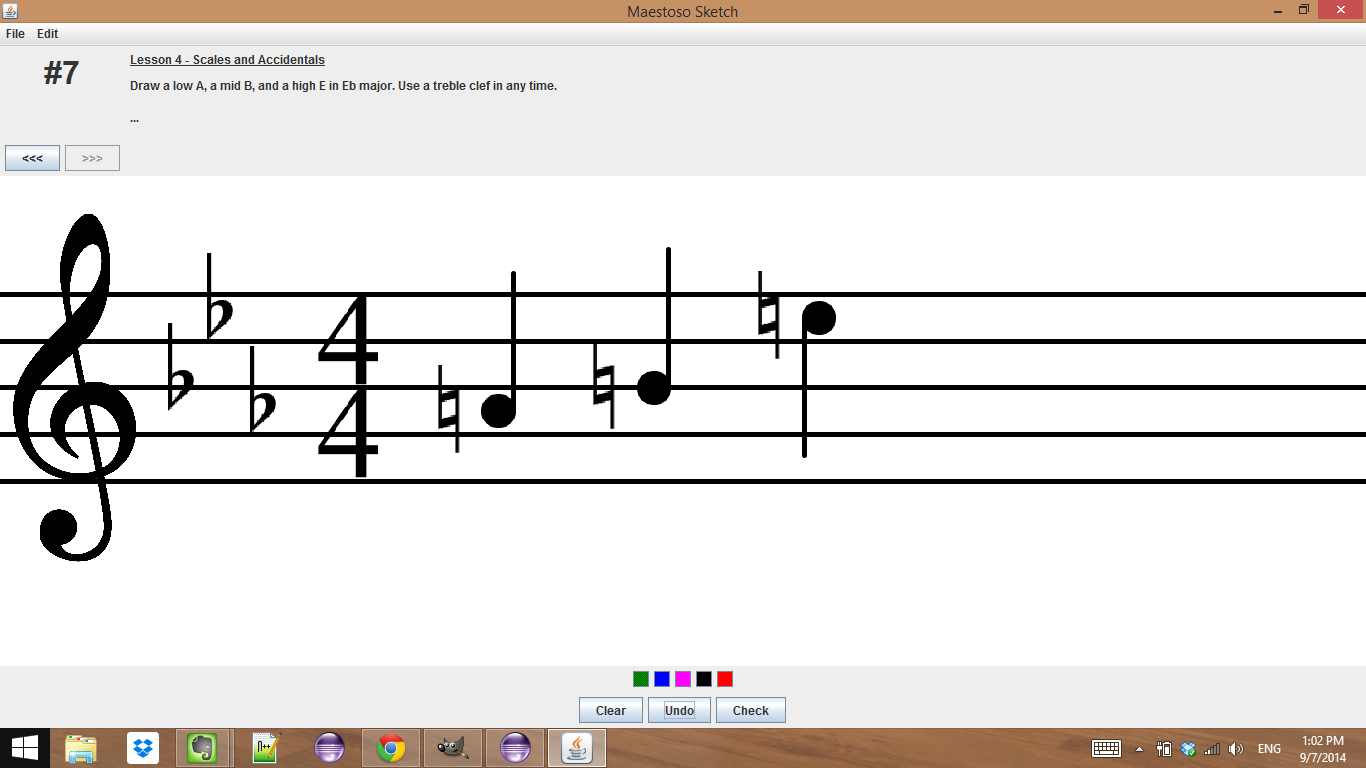 Maestoso Sketch
File Edit
#7
Lesson 4 - Scales and Accidentals
Draw a low A, a mid B, and a high E in Eb major. Use a treble clef in any time.
...
<<< >>>
4
4
Clear Undo Check
ENG
1:02 PM
9/7/2014